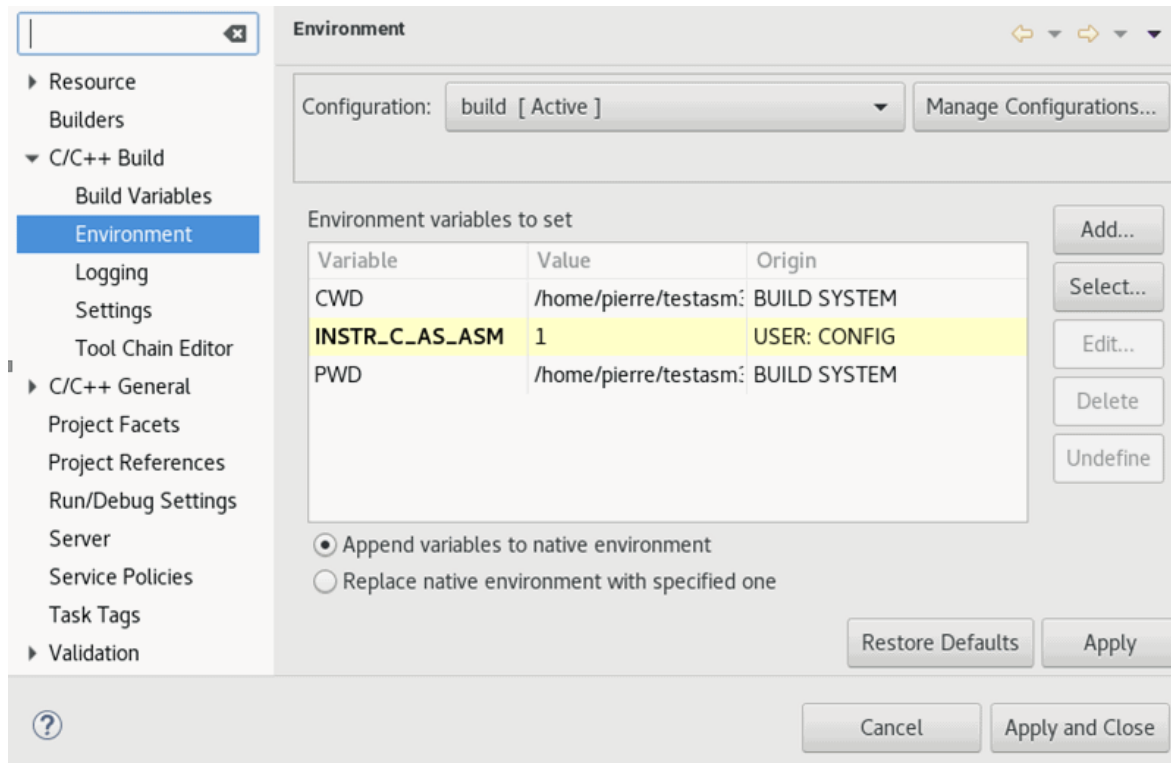 Environment
Resource
Builders
C/C++ Build
Build Variables
Environment
Logging
Settings
Tool Chain Editor
C/C++ General
Project Facets
Project References
Run/Debug Settings
Server
Service Policies
Task Tags
Validation
Configuration: build [ Active ] Manage Configurations...
Environment variables to set
Variable Value Origin
CWD /home/pierre/testasm3 BUILD SYSTEM
INSTR_C_AS_ASM 1 USER: CONFIG
PWD /home/pierre/testasm3 BUILD SYSTEM
Add...
Select...
Edit...
Delete
Undefine
Append variables to native environment
Replace native environment with specified one
Restore Defaults Apply
? Cancel Apply and Close